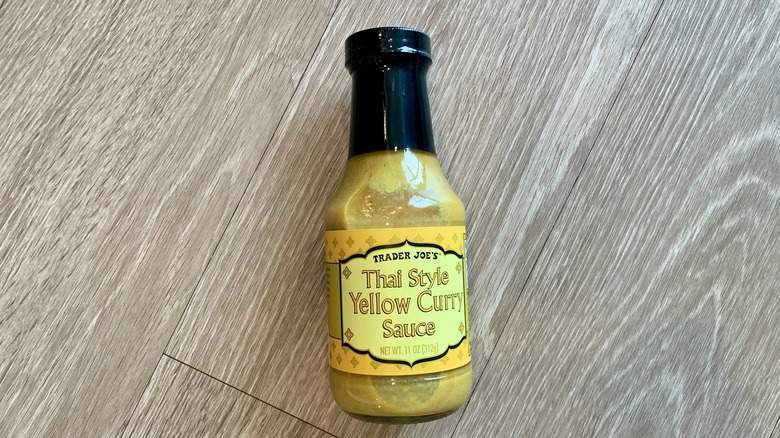 TRADER JOE'S
Thai Style
Yellow Curry
Sauce
NET WT. 11 OZ (312g)